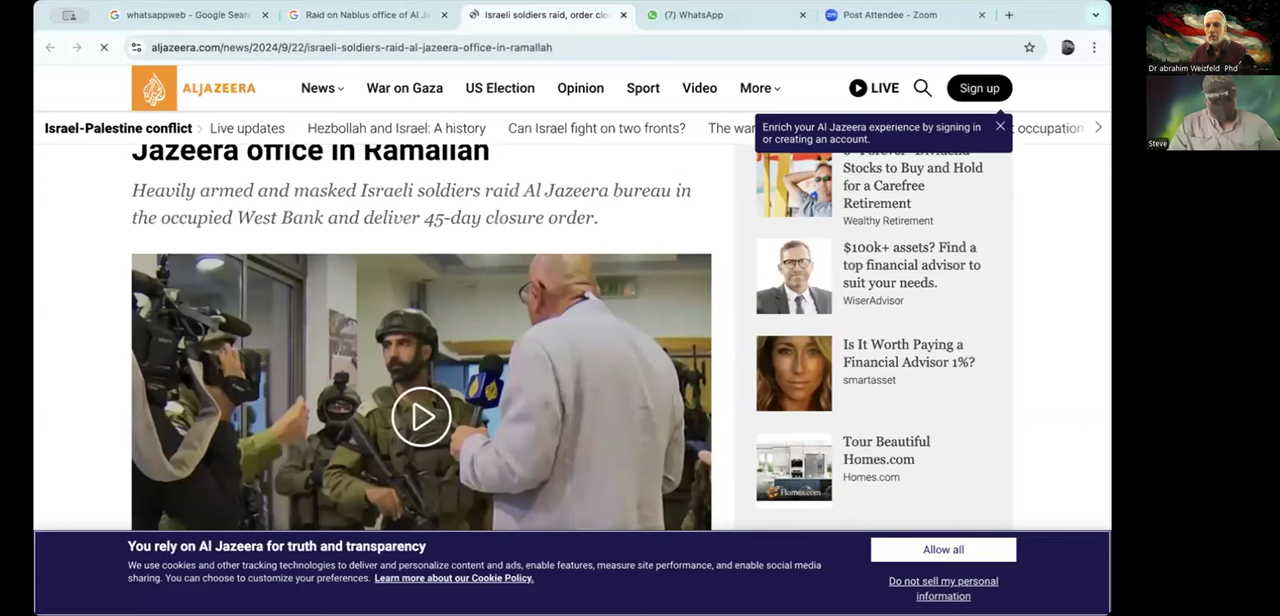 whatsappweb - Google Sear
Raid on Nablus office of Al J
Israeli soldiers raid, order clo
(7) WhatsApp
Post Attendee - Zoom
aljazeera.com/news/2024/9/22/israeli-soldiers-raid-al-jazeera-office-in-ramallah
Dr abrahim Weizfeld Phd
ALJAZEERA
News
War on Gaza
US Election
Opinion
Sport
Video
More
LIVE
Sign up
Israel-Palestine conflict
Live updates
Hezbollah and Israel: A history
Can Israel fight on two fronts?
The war
occupation
Enrich your Al Jazeera experience by signing in
or creating an account.
Steve
Jazeera office in Ramallah
Heavily armed and masked Israeli soldiers raid Al Jazeera bureau in
the occupied West Bank and deliver 45-day closure order.
Stocks to Buy and Hold
for a Carefree
Retirement
Wealthy Retirement
$100k+ assets? Find a
top financial advisor to
suit your needs.
WiserAdvisor
Is It Worth Paying a
Financial Advisor 1%?
smartasset
Tour Beautiful
Homes.com
Homes.com
Homes.com
You rely on Al Jazeera for truth and transparency
We use cookies and other tracking technologies to deliver and personalize content and ads, enable features, measure site performance, and enable social media
sharing. You can choose to customize your preferences. Learn more about our Cookie Policy.
Allow all
Do not sell my personal
information